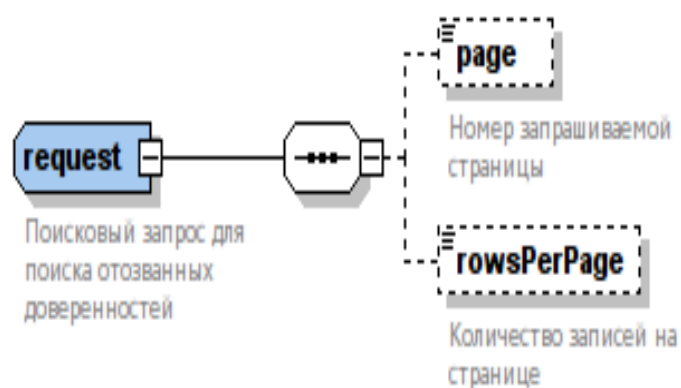 page
Номер запрашиваемой
страницы
request
Поисковый запрос для
поиска отозванных
доверенностей
rowsPerPage
Количество записей на
странице